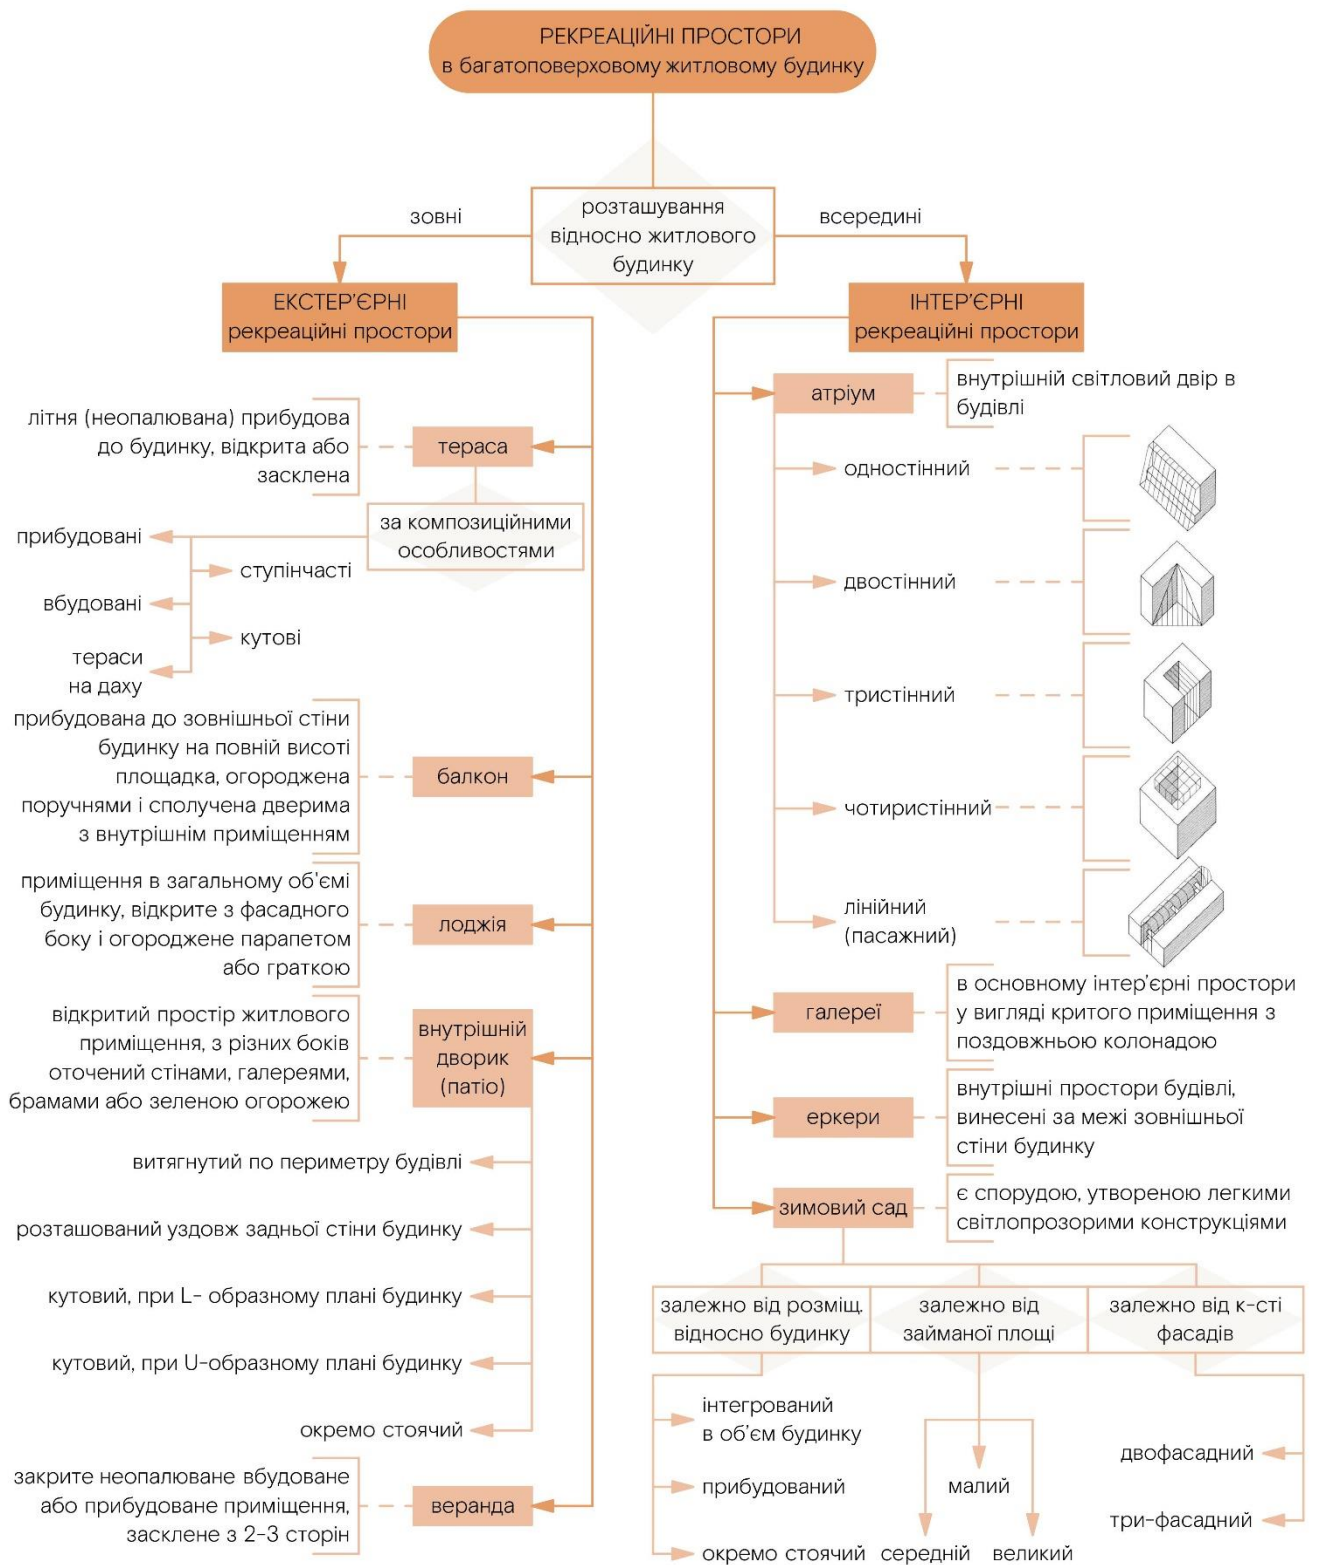 РЕКРЕАЦІЙНІ ПРОСТОРИ
в багатоповерховому житловому будинку
зовні
розташування
відносно житлового
будинку
всередині
ЕКСТЕР'ЄРНІ
рекреаційні простори
ІНТЕР'ЄРНІ
рекреаційні простори
літня (неопалювана) прибудова
до будинку, відкрита або
засклена
тераса
за композиційними
особливостями
прибудовані
ступінчасті
вбудовані
кутові
тераси
на даху
прибудована до зовнішньої стіни
будинку на повній висоті
площадка, огороджена
поручнями і сполучена дверима
з внутрішнім приміщенням
балкон
приміщення в загальному об'ємі
будинку, відкрите з фасадного
боку і огороджене парапетом
або граткою
лоджія
відкритий простір житлового
приміщення, з різних боків
оточений стінами, галереями,
брамами або зеленою огорожею
внутрішній
дворик
(патіо)
витягнутий по периметру будівлі
розташований уздовж задньої стіни будинку
кутовий, при L- образному плані будинку
кутовий, при U-образному плані будинку
окремо стоячий
закрите неопалюване вбудоване
або прибудоване приміщення,
засклене з 2-3 сторін
веранда
атріум
внутрішній світловий двір в
будівлі
одностінний
двостінний
тристінний
чотиристінний
лінійний
(пасажний)
галереї
в основному інтер'єрні простори
у вигляді критого приміщення з
поздовжньою колонадою
еркери
внутрішні простори будівлі,
винесені за межі зовнішньої
стіни будинку
зимовий сад
є спорудою, утвореною легкими
світлопрозорими конструкціями
залежно від розміщ.
відносно будинку
залежно від
займаної площі
залежно від к-сті
фасадів
інтегрований
в об'єм будинку
прибудований
окремо стоячий
середній
малий
великий
двофасадний
три-фасадний